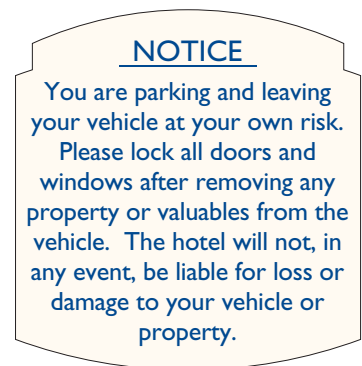 NOTICE
You are parking and leaving
your vehicle at your own risk.
Please lock all doors and
windows after removing any
property or valuables from the
vehicle.  The hotel will not, in
any event, be liable for loss or
damage to your vehicle or
property.